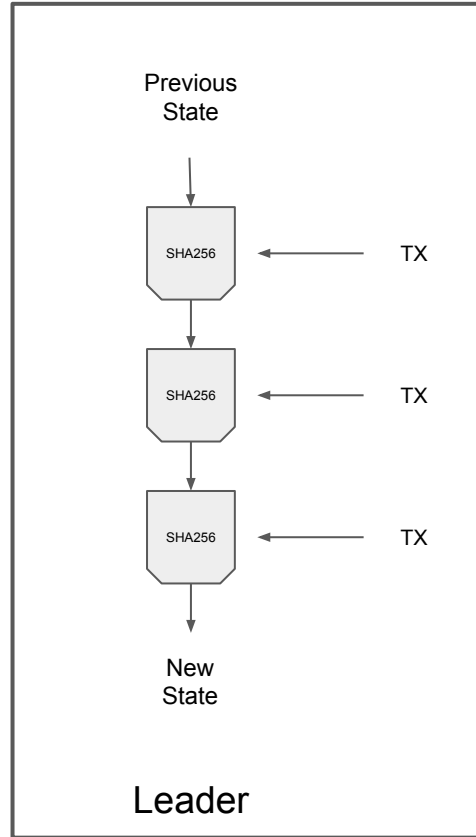 Previous
State
SHA256
TX
SHA256
TX
SHA256
TX
New
State
Leader